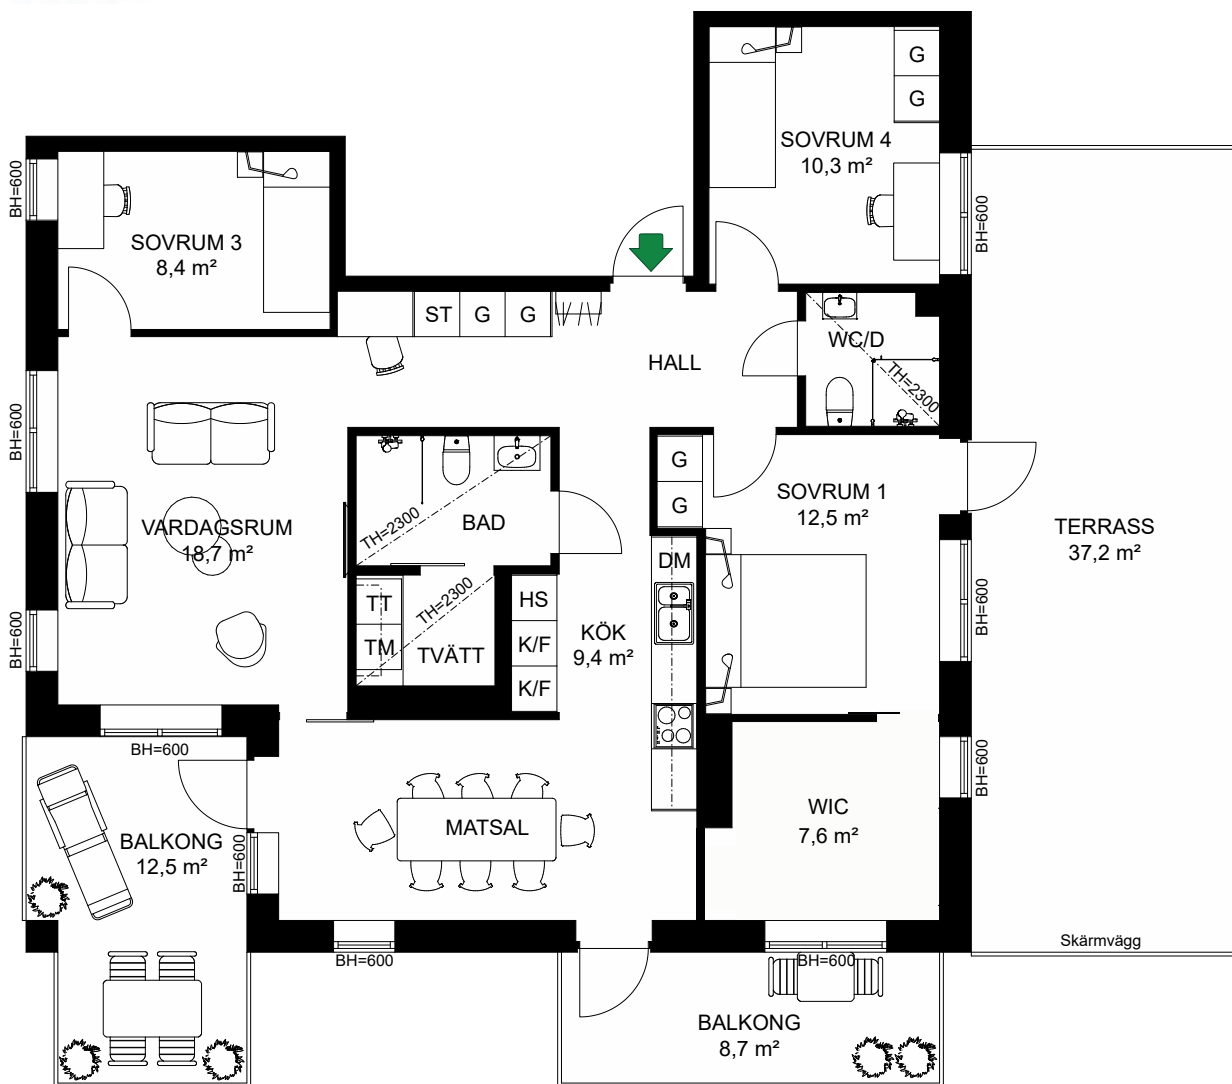 G
G
SOVRUM 4
10,3 m²
BH=600
BH=600
SOVRUM 3
8,4 m²
ST
G
G
HALL
WC/D
TH=2300
BH=600
G
G
SOVRUM 1
12,5 m²
TH=2300
BAD
VARDAGSRUM
18,7 m²
TERRASS
37,2 m²
DM
TT
TM
TH=2300
TVÄTT
HS
K/F
K/F
KÖK
9,4 m²
BH=600
BH=600
BH=600
BH=600
WIC
7,6 m²
MATSAL
BALKONG
12,5 m²
BH=600
BH=600
BH=600
Skärmvägg
BALKONG
8,7 m²